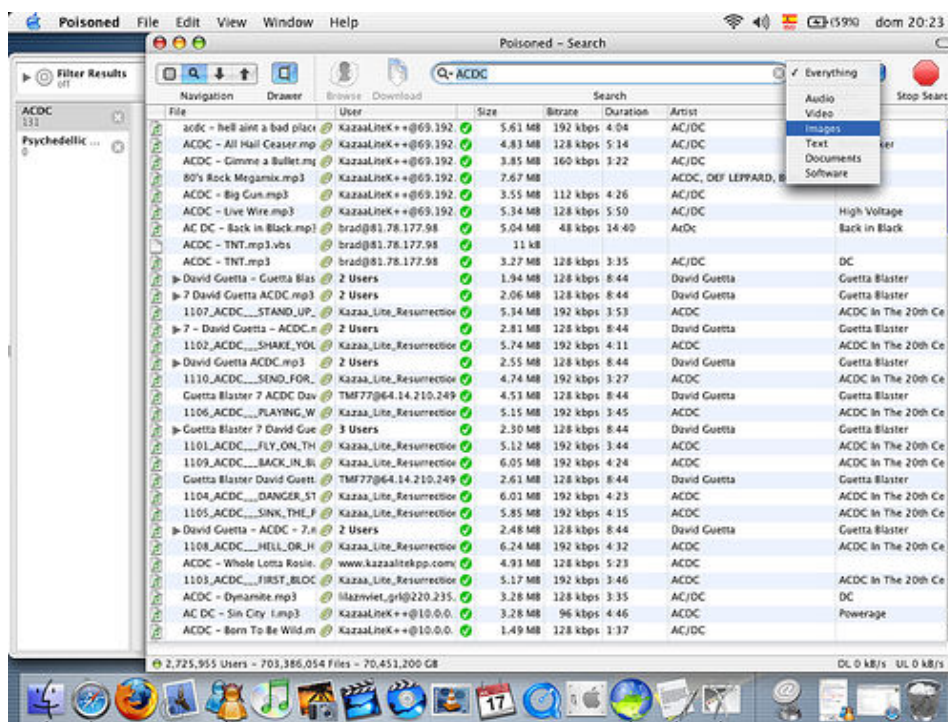 Poisoned File Edit View Window Help (59%) dom 20:23
Poisoned – Search
Filter Results
off
Navigation Drawer Browse Download
ACDC
Search
Stop Searc
✓ Everything
Audio
Video
Images
Text
Documents
Software
ACDC
131
Psychedellic ...
0
File User Size Bitrate Duration Artist
acdc – hell aint a bad place KazaaLiteK++@69.192. 5.61 MB 192 kbps 4:04 AC/DC
ACDC – All Hail Ceaser.mp KazaaLiteK++@69.192. 4.83 MB 128 kbps 5:14 AC/DC ker
ACDC – Gimme a Bullet.mp KazaaLiteK++@69.192. 3.85 MB 160 kbps 3:22 AC/DC
80's Rock Megamix.mp3 KazaaLiteK++@69.192. 7.67 MB ACDC, DEF LEPPARD, B
ACDC – Big Gun.mp3 KazaaLiteK++@69.192. 3.55 MB 112 kbps 4:26 AC/DC
ACDC – Live Wire.mp3 KazaaLiteK++@69.192. 5.34 MB 128 kbps 5:50 AC/DC High Voltage
AC DC – Back in Black.mp3 brad@81.78.177.98 5.04 MB 48 kbps 14:40 AcDc Back in Black
ACDC – TNT.mp3.vbs brad@81.78.177.98 11 kB
ACDC – TNT.mp3 brad@81.78.177.98 3.27 MB 128 kbps 3:35 AC/DC DC
David Guetta – Guetta Blas 2 Users 1.94 MB 128 kbps 8:44 David Guetta Guetta Blaster
7 David Guetta ACDC.mp3 2 Users 2.06 MB 128 kbps 8:44 David Guetta Guetta Blaster
1107_ACDC___STAND_UP_ Kazaa_Lite_Resurrection 5.34 MB 192 kbps 3:53 ACDC ACDC In The 20th Ce
7 – David Guetta – ACDC.m 2 Users 2.81 MB 128 kbps 8:44 David Guetta Guetta Blaster
1102_ACDC___SHAKE_YOU Kazaa_Lite_Resurrection 5.74 MB 192 kbps 4:11 ACDC ACDC In The 20th Ce
David Guetta ACDC.mp3 2 Users 2.55 MB 128 kbps 8:44 David Guetta Guetta Blaster
1110_ACDC___SEND_FOR_ Kazaa_Lite_Resurrection 4.74 MB 192 kbps 3:27 ACDC ACDC In The 20th Ce
Guetta Blaster 7 ACDC Dav TMF77@64.14.210.249 4.53 MB 128 kbps 8:44 David Guetta Guetta Blaster
1106_ACDC___PLAYING_W Kazaa_Lite_Resurrection 5.15 MB 192 kbps 3:45 ACDC ACDC In The 20th Ce
Guetta Blaster 7 David Gue 3 Users 2.30 MB 128 kbps 8:44 David Guetta Guetta Blaster
1101_ACDC___FLY_ON_TH Kazaa_Lite_Resurrection 5.12 MB 192 kbps 3:44 ACDC ACDC In The 20th Ce
1109_ACDC___BACK_IN_BL Kazaa_Lite_Resurrection 6.05 MB 192 kbps 4:24 ACDC ACDC In The 20th Ce
Guetta Blaster David Guett. TMF77@64.14.210.249 2.61 MB 128 kbps 8:44 David Guetta Guetta Blaster
1104_ACDC___DANGER_ST Kazaa_Lite_Resurrection 6.01 MB 192 kbps 4:23 ACDC ACDC In The 20th Ce
1105_ACDC___SINK_THE_P Kazaa_Lite_Resurrection 5.85 MB 192 kbps 4:15 ACDC ACDC In The 20th Ce
David Guetta – ACDC – 7.m 2 Users 2.48 MB 128 kbps 8:44 David Guetta Guetta Blaster
1108_ACDC___HELL_OR_H Kazaa_Lite_Resurrection 6.24 MB 192 kbps 4:32 ACDC ACDC In The 20th Ce
ACDC – Whole Lotta Rosie. www.kazaalitekpp.com 4.93 MB 128 kbps 5:23 ACDC
1103_ACDC___FIRST_BLOC Kazaa_Lite_Resurrection 5.17 MB 192 kbps 3:46 ACDC ACDC In The 20th Ce
ACDC – Dynamite.mp3 lilaznviet_grl@220.235. 3.28 MB 128 kbps 3:35 AC/DC DC
AC DC – Sin City 1.mp3 KazaaLiteK++@10.0.0. 3.28 MB 96 kbps 4:46 ACDC Powerage
ACDC – Born To Be Wild.m KazaaLiteK++@10.0.0. 1.49 MB 128 kbps 1:37 AC/DC
2,725,955 Users – 703,386,054 Files – 70,451,200 GB DL 0 kB/s UL 0 kB/s
17